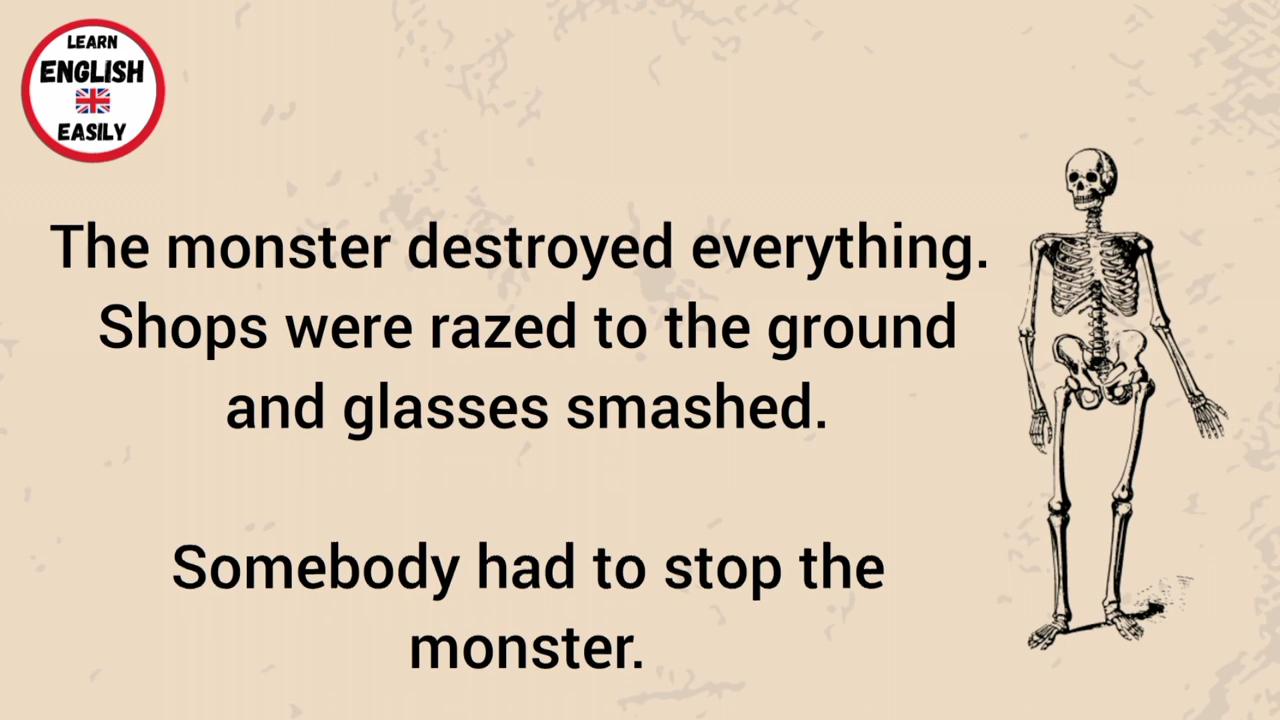 LEARN
ENGLISH
EASILY
The monster destroyed everything.
Shops were razed to the ground
and glasses smashed.
Somebody had to stop the
monster.